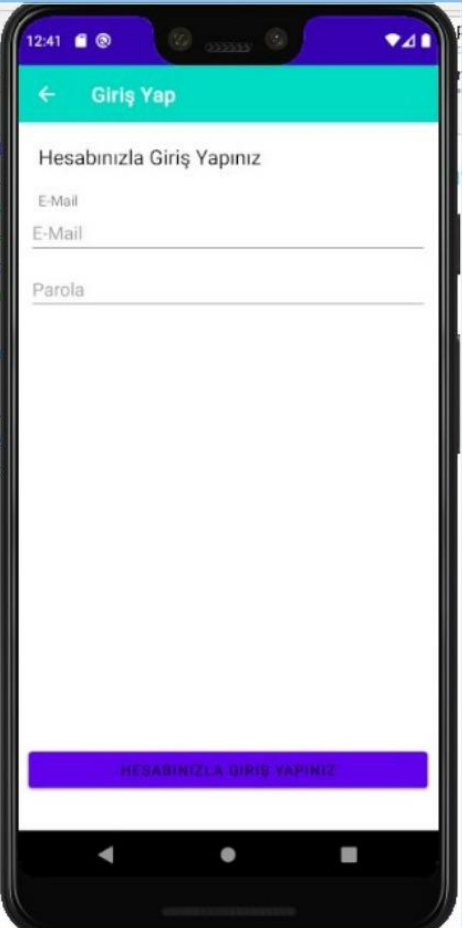 12:41
Giriş Yap
Hesabınızla Giriş Yapınız
E-Mail
E-Mail
Parola
HESABINIZLA GIRIŞ YAPINIZ